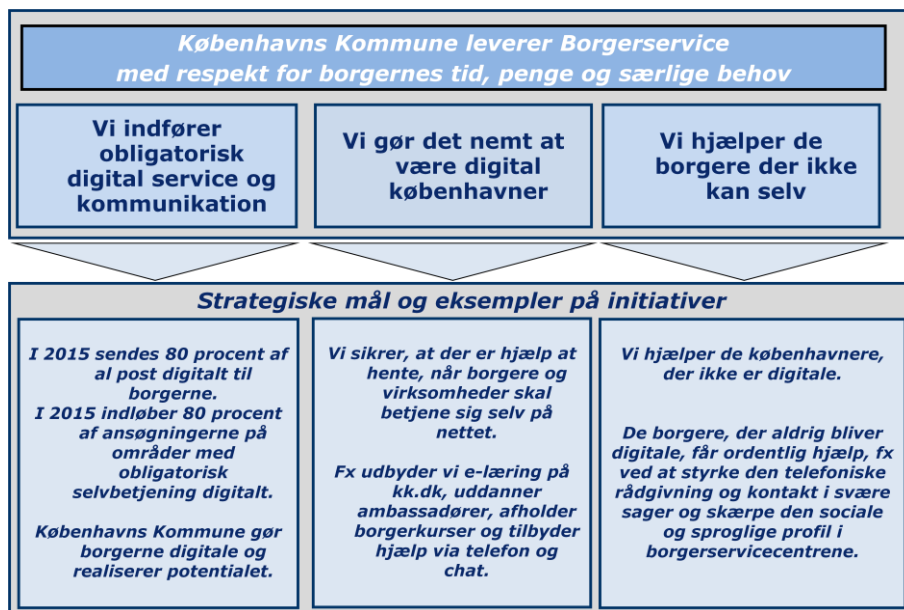 Københavns Kommune leverer Borgerservice
med respekt for borgernes tid, penge og særlige behov
Vi indfører
obligatorisk
digital service og
kommunikation
Vi gør det nemt at
være digital
københavner
Vi hjælper de
borgere der ikke
kan selv
Strategiske mål og eksempler på initiativer
I 2015 sendes 80 procent af
al post digitalt til
borgerne.
I 2015 indløber 80 procent
af ansøgningerne på
områder med
obligatorisk
selvbetjening digitalt.
Københavns Kommune gør
borgerne digitale og
realiserer potentialet.
Vi sikrer, at der er hjælp at
hente, når borgere og
virksomheder skal
betjene sig selv på
nettet.
Fx udbyder vi e-læring på
kk.dk, uddanner
ambassadører, afholder
borgerkurser og tilbyder
hjælp via telefon og
chat.
Vi hjælper de københavnere,
der ikke er digitale.
De borgere, der aldrig bliver
digitale, får ordentlig hjælp, fx
ved at styrke den telefoniske
rådgivning og kontakt i svære
sager og skærpe den sociale
og sproglige profil i
borgerservicecentrene.